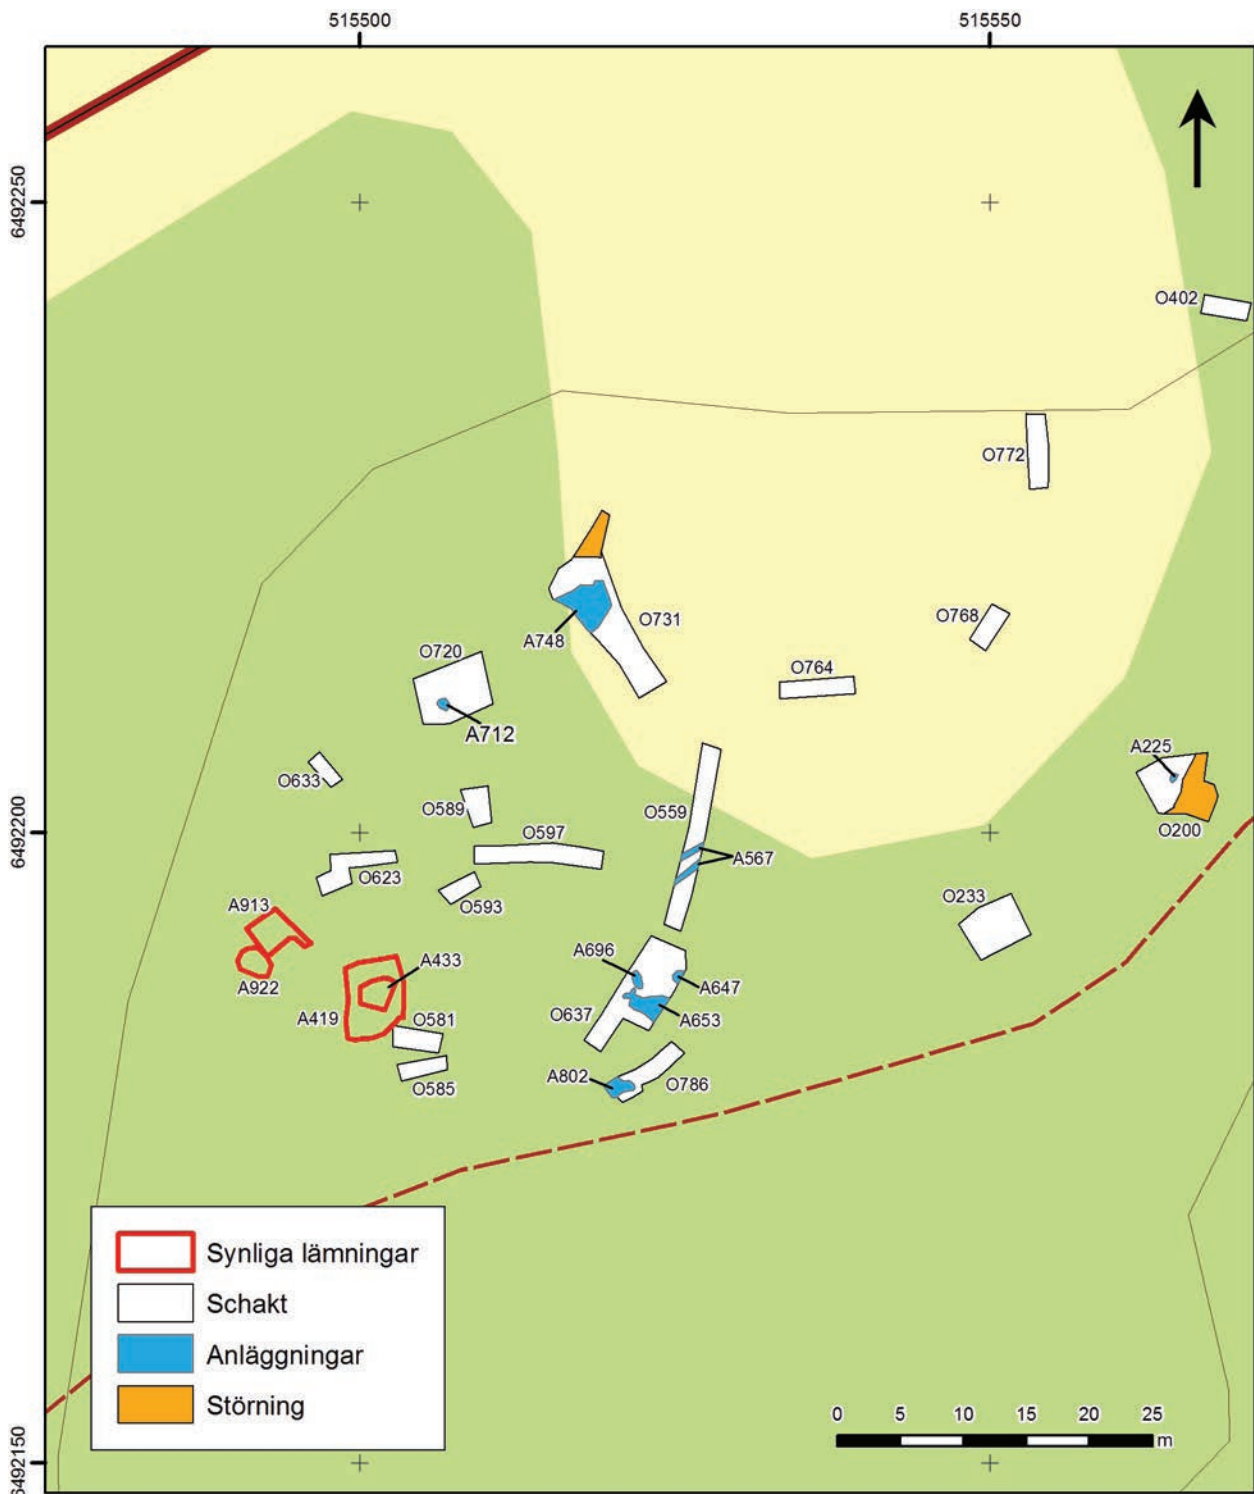 515500 515550
6492250
O402
O772
O768
O731
A748
O720
O764
A712
A225
O633
O559
O589
O597
O200
A567
O623
O593
O233
A913
A433
A696
A922
A647
A419
O581
O637
A653
A802
O786
O585
6492200
6492150
Synliga lämningar
Schakt
Anläggningar
Störning
0 5 10 15 20 25
m